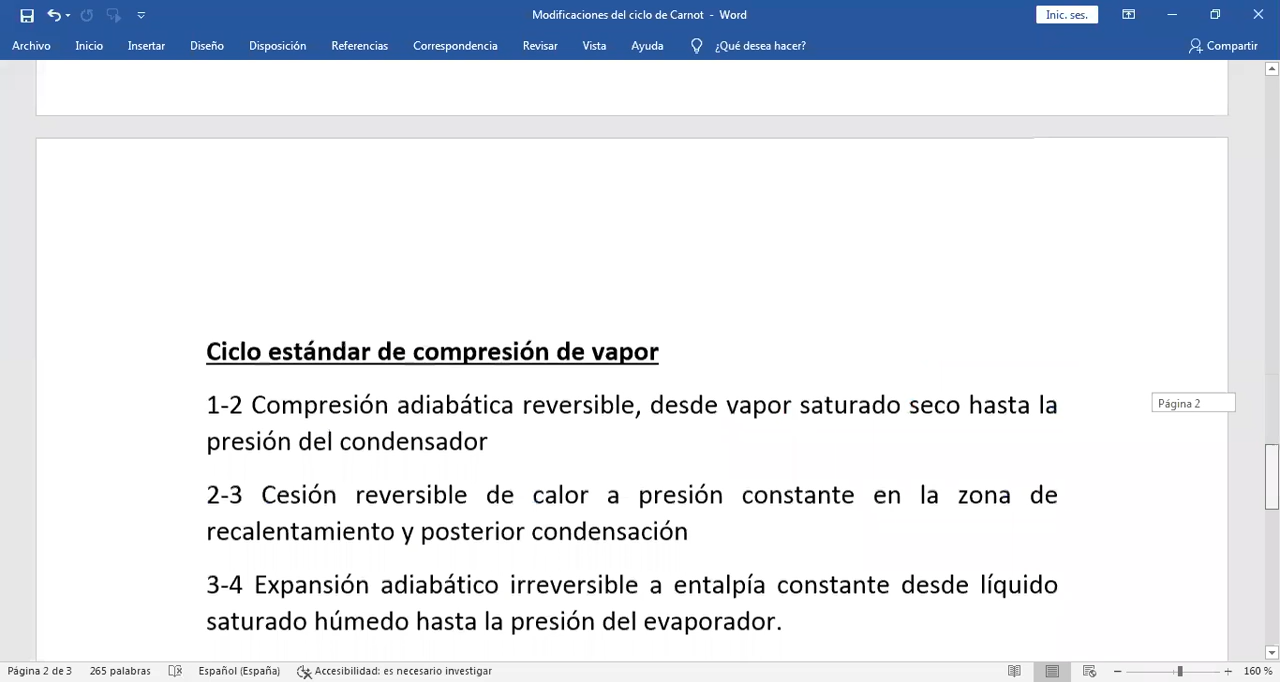 Modificaciones del ciclo de Carnot - Word
Inic. ses.
Archivo Inicio Insertar Diseño Disposición Referencias Correspondencia Revisar Vista Ayuda ¿Qué desea hacer? Compartir
Ciclo estándar de compresión de vapor
1-2 Compresión adiabática reversible, desde vapor saturado seco hasta la
presión del condensador
Página 2
2-3 Cesión reversible de calor a presión constante en la zona de
recalentamiento y posterior condensación
3-4 Expansión adiabático irreversible a entalpía constante desde líquido
saturado húmedo hasta la presión del evaporador.
Página 2 de 3 265 palabras Español (España) Accesibilidad: es necesario investigar 160 %